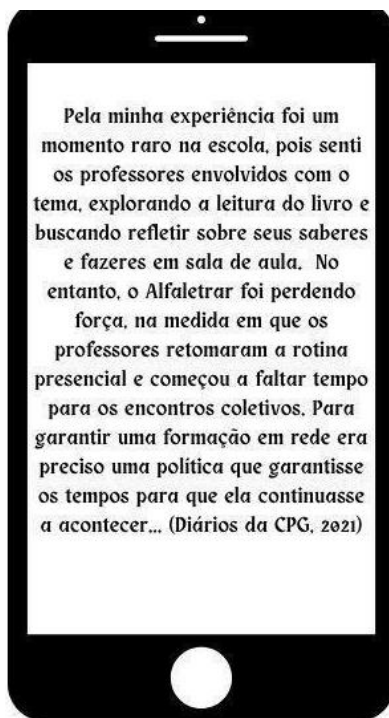 Pela minha experiência foi um
momento raro na escola, pois senti
os professores envolvidos com o
tema, explorando a leitura do livro e
buscando refletir sobre seus saberes
e fazeres em sala de aula. No
entanto, o Alfaletrar foi perdendo
força, na medida em que os
professores retomaram a rotina
presencial e começou a faltar tempo
para os encontros coletivos. Para
garantir uma formação em rede era
preciso uma política que garantisse
os tempos para que ela continuasse
a acontecer... (Diários da CPG, 2021)